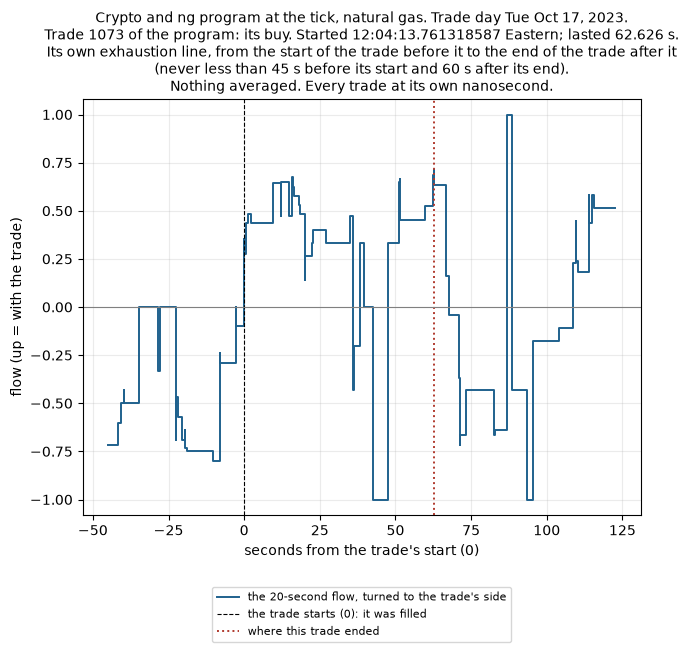 Crypto and ng program at the tick, natural gas. Trade day Tue Oct 17, 2023.
Trade 1073 of the program: its buy. Started 12:04:13.761318587 Eastern; lasted 62.626 s.
Its own exhaustion line, from the start of the trade before it to the end of the trade after it
(never less than 45 s before its start and 60 s after its end).
Nothing averaged. Every trade at its own nanosecond.
flow (up = with the trade)
1.00
0.75
0.50
0.25
0.00
−0.25
−0.50
−0.75
−1.00
−50
−25
0
25
50
75
100
125
seconds from the trade's start (0)
the 20-second flow, turned to the trade's side
the trade starts (0): it was filled
where this trade ended